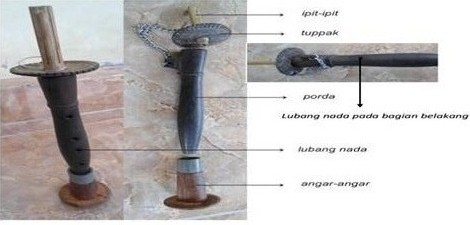 ipit-ipit
tuppak
porda
Lubang nada pada bagian belakang
lubang nada
angar-angar